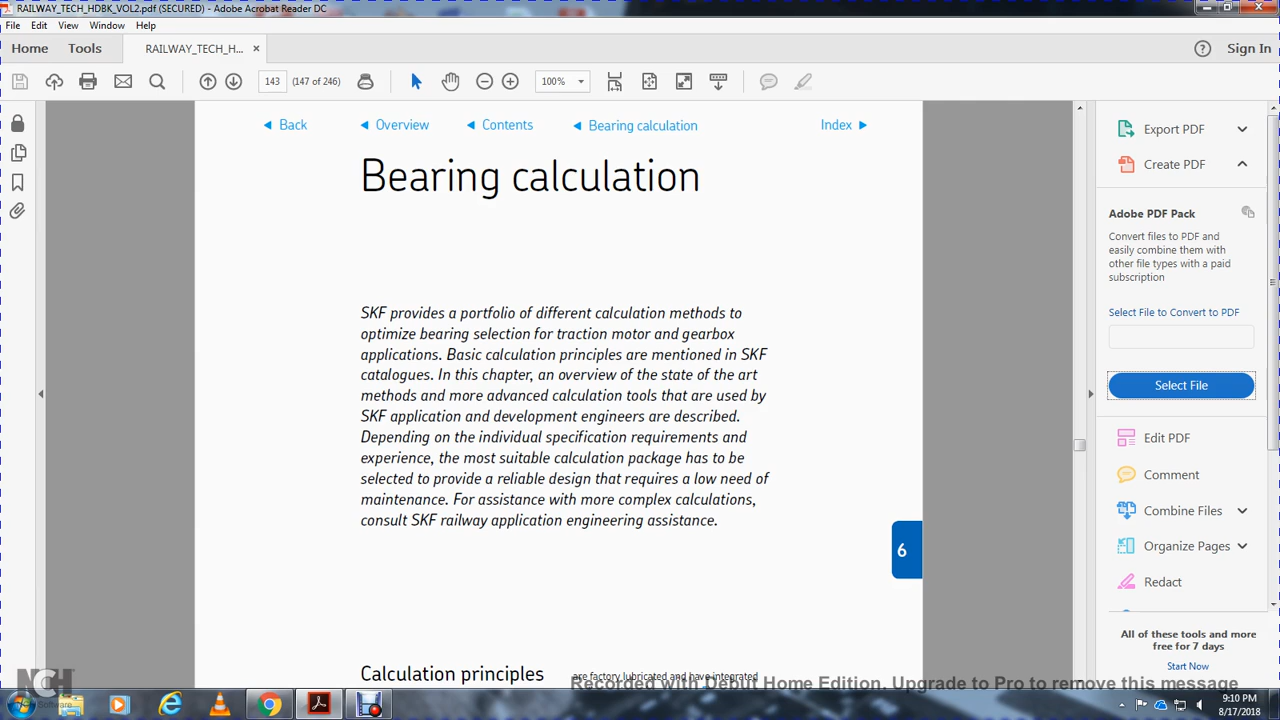 RAILWAY_TECH_HDBK_VOL2.pdf (SECURED) - Adobe Acrobat Reader DC
File Edit View Window Help
Home Tools RAILWAY_TECH_H... × Sign In
143 (147 of 246) 100%
Back Overview Contents Bearing calculation Index
Bearing calculation
SKF provides a portfolio of different calculation methods to
optimize bearing selection for traction motor and gearbox
applications. Basic calculation principles are mentioned in SKF
catalogues. In this chapter, an overview of the state of the art
methods and more advanced calculation tools that are used by
SKF application and development engineers are described.
Depending on the individual specification requirements and
experience, the most suitable calculation package has to be
selected to provide a reliable design that requires a low need of
maintenance. For assistance with more complex calculations,
consult SKF railway application engineering assistance.
6
Calculation principles
are factory lubricated and have integrated
Export PDF
Create PDF
Adobe PDF Pack
Convert files to PDF and
easily combine them with
other file types with a paid
subscription
Select File to Convert to PDF
Select File
Edit PDF
Comment
Combine Files
Organize Pages
Redact
All of these tools and more
free for 7 days
Start Now
NCH
Software
Recorded with Debut Home Edition. Upgrade to Pro to remove this message
9:10 PM
8/17/2018